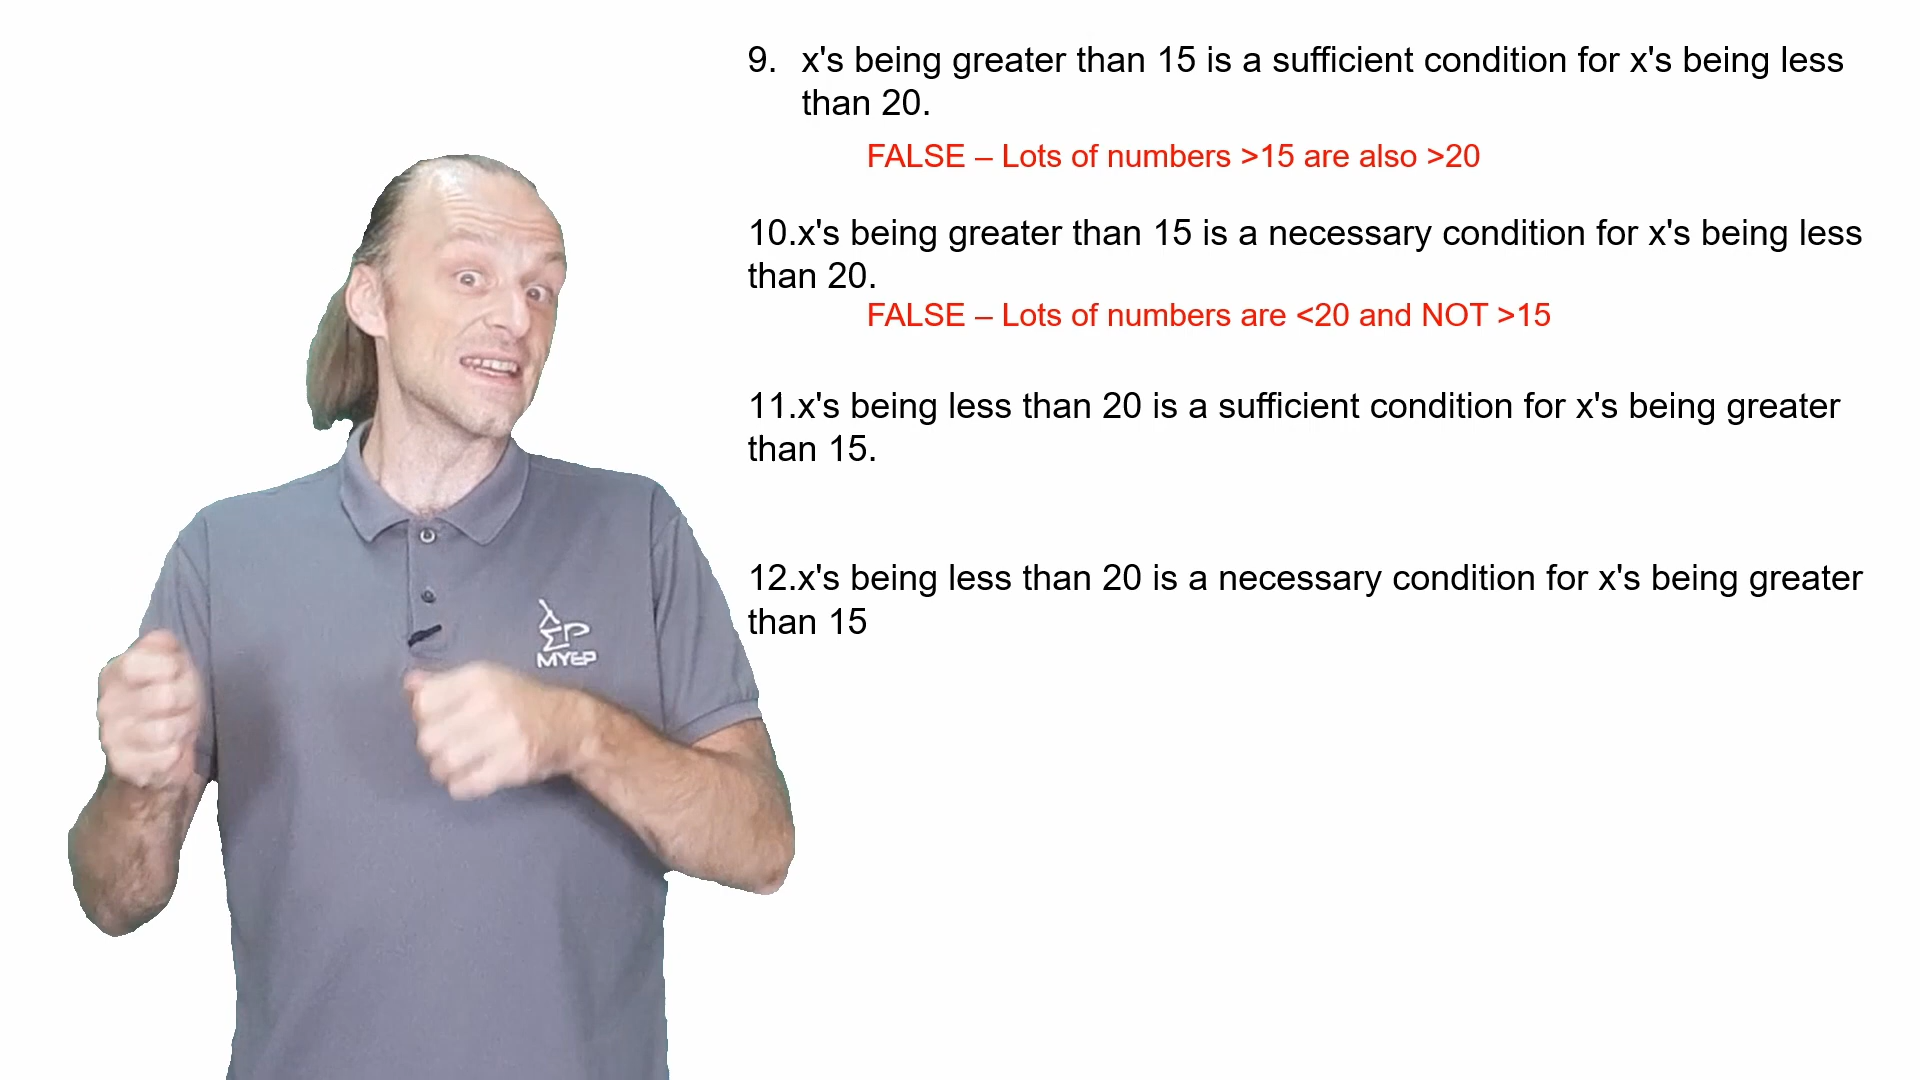 9. x's being greater than 15 is a sufficient condition for x's being less
than 20.
FALSE – Lots of numbers >15 are also >20
10.x's being greater than 15 is a necessary condition for x's being less
than 20.
FALSE – Lots of numbers are <20 and NOT >15
11.x's being less than 20 is a sufficient condition for x's being greater
than 15.
12.x's being less than 20 is a necessary condition for x's being greater
than 15
MYEP